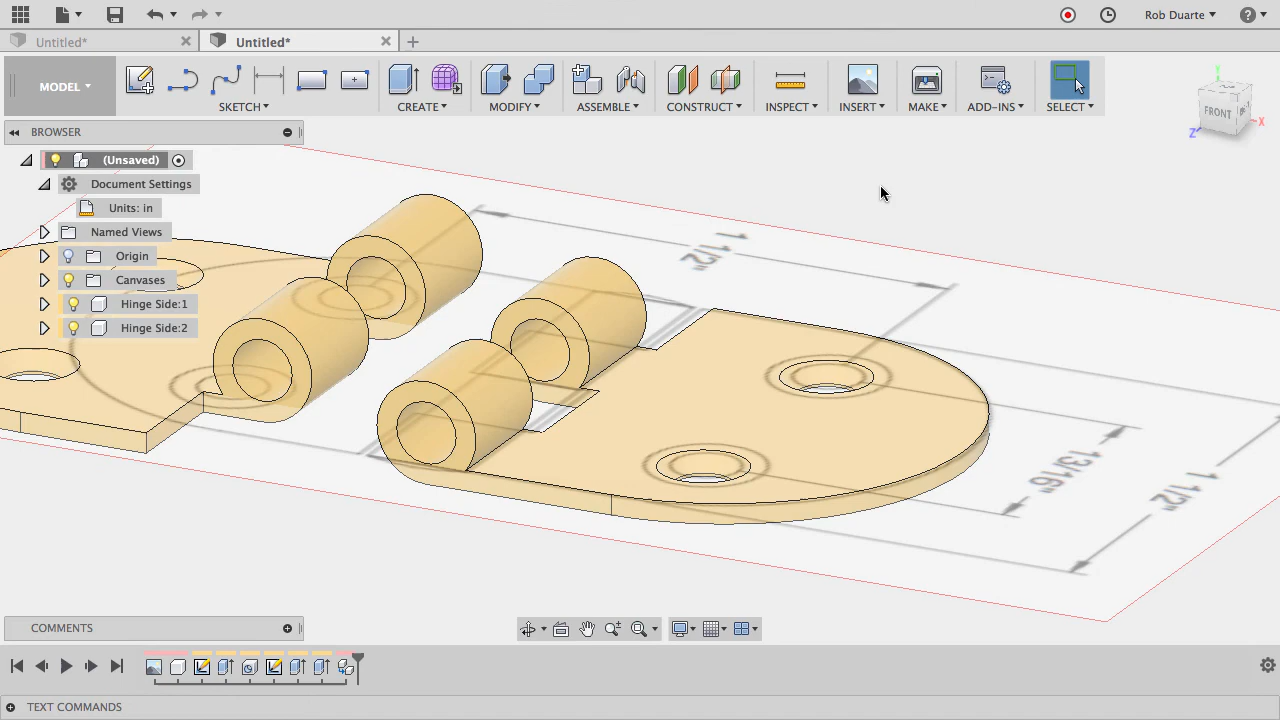 Rob Duarte
Untitled*
Untitled*
MODEL
SKETCH
CREATE
MODIFY
ASSEMBLE
CONSTRUCT
INSPECT
INSERT
MAKE
ADD-INS
SELECT
BROWSER
(Unsaved)
Document Settings
Units: in
Named Views
Origin
Canvases
Hinge Side:1
Hinge Side:2
FRONT
Y
X
Z
1 1/2"
13/16"
1 1/2"
COMMENTS
TEXT COMMANDS